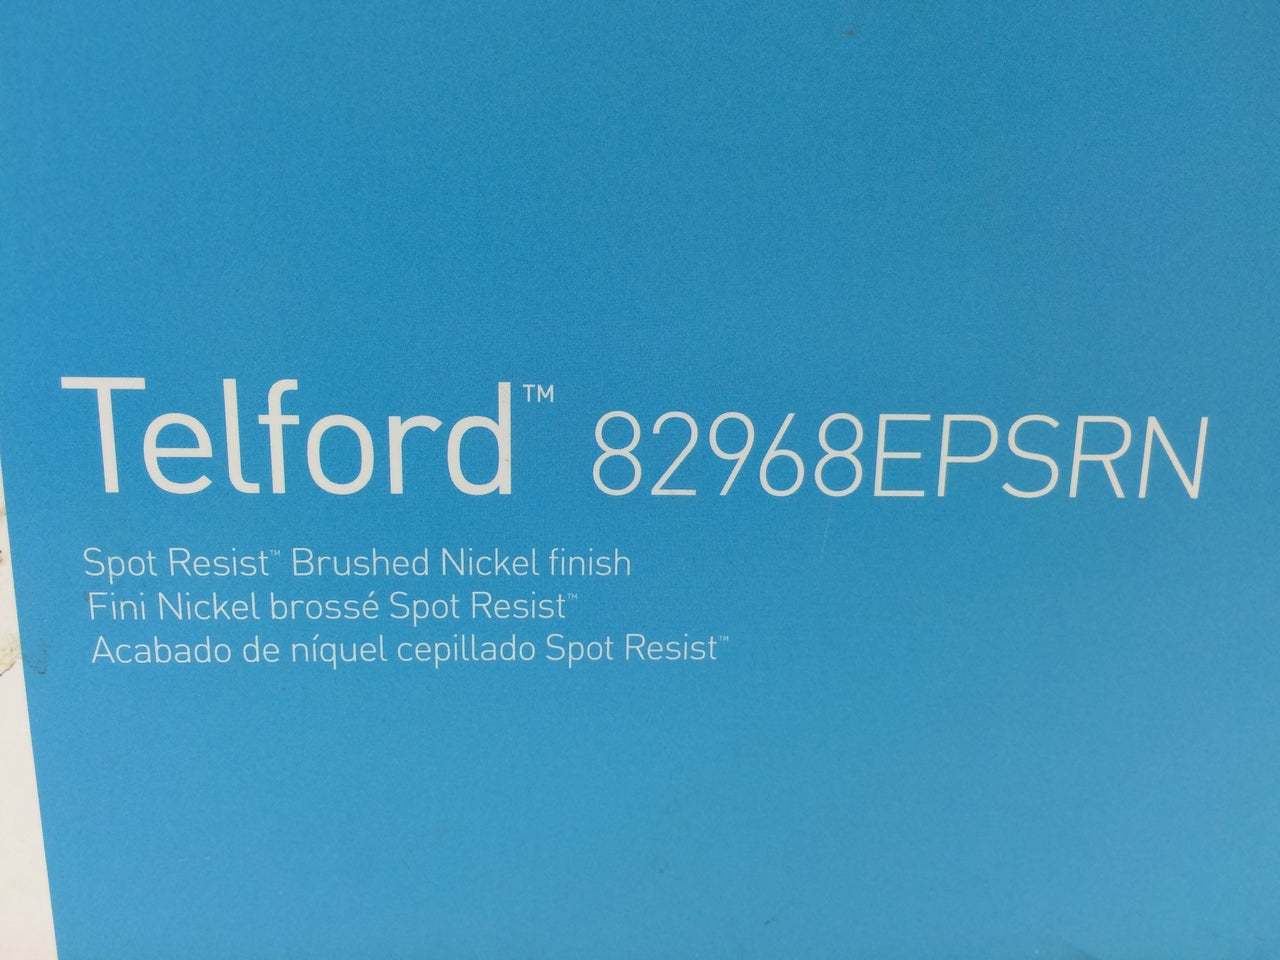 Telford™ 82968EPSRN
Spot Resist™ Brushed Nickel finish
Fini Nickel brossé Spot Resist™
Acabado de níquel cepillado Spot Resist™